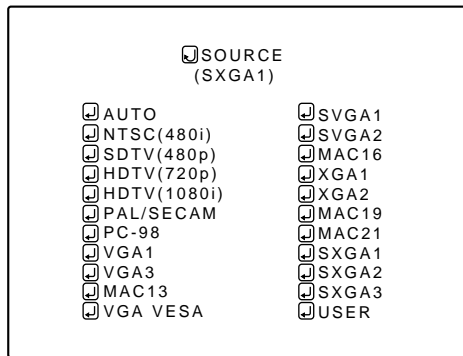 SOURCE
(SXGA1)
AUTO
NTSC(480i)
SDTV(480p)
HDTV(720p)
HDTV(1080i)
PAL/SECAM
PC-98
VGA1
VGA3
MAC13
VGA VESA
SVGA1
SVGA2
MAC16
XGA1
XGA2
MAC19
MAC21
SXGA1
SXGA2
SXGA3
USER